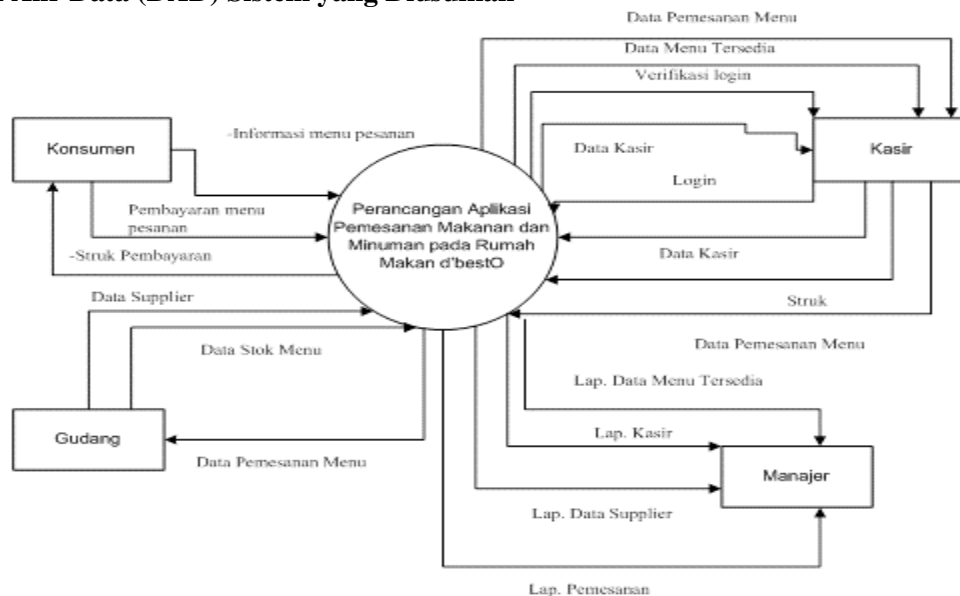 Data (DAD) Sistem yang Diusulkan
Data Pemesanan Menu
Data Menu Tersedia
Verifikasi login
Konsumen
-Informasi menu pesanan
Data Kasir
Kasir
Login
Pembayaran menu
pesanan
Perancangan Aplikasi
Pemesanan Makanan dan
Minuman pada Rumah
Makan d'bestO
-Struk Pembayaran
Data Kasir
Data Supplier
Struk
Data Stok Menu
Data Pemesanan Menu
Lap. Data Menu Tersedia
Gudang
Lap. Kasir
Data Pemesanan Menu
Manajer
Lap. Data Supplier
Lap. Pemesanan